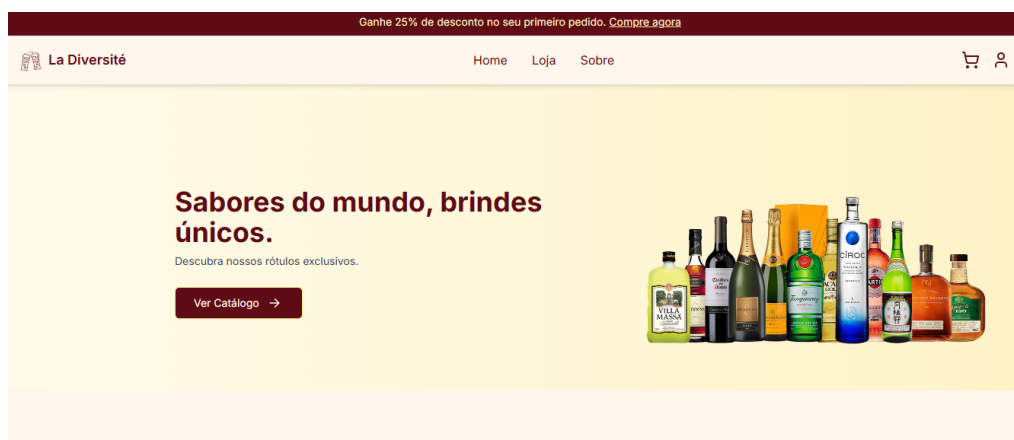 Ganhe 25% de desconto no seu primeiro pedido. Compre agora
La Diversité
Home Loja Sobre
Sabores do mundo, brindes
únicos.
Descubra nossos rótulos exclusivos.
Ver Catálogo
VILLA
MASSA
Tanqueray
CÎROC
VODKA